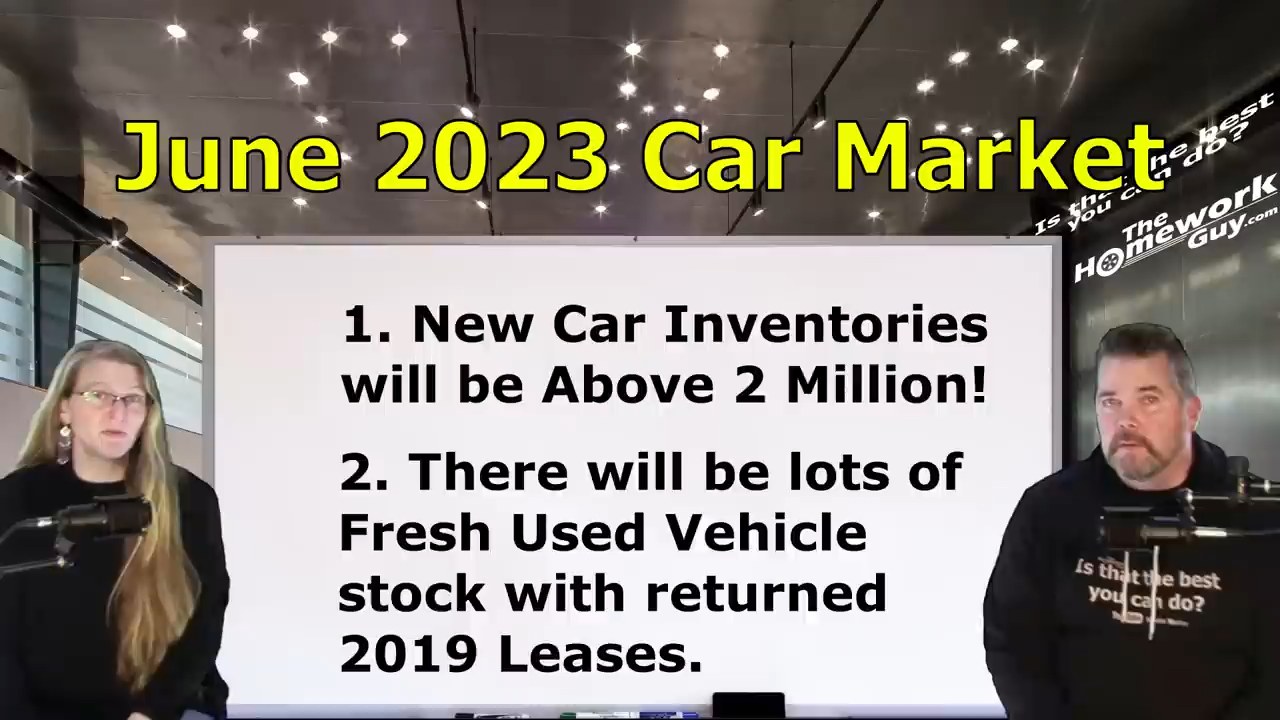 June 2023 Car Market
Is that the best
you can do?
The
Homework
Guy.com
1. New Car Inventories
will be Above 2 Million!
2. There will be lots of
Fresh Used Vehicle
stock with returned
2019 Leases.
Is that the best
you can do?